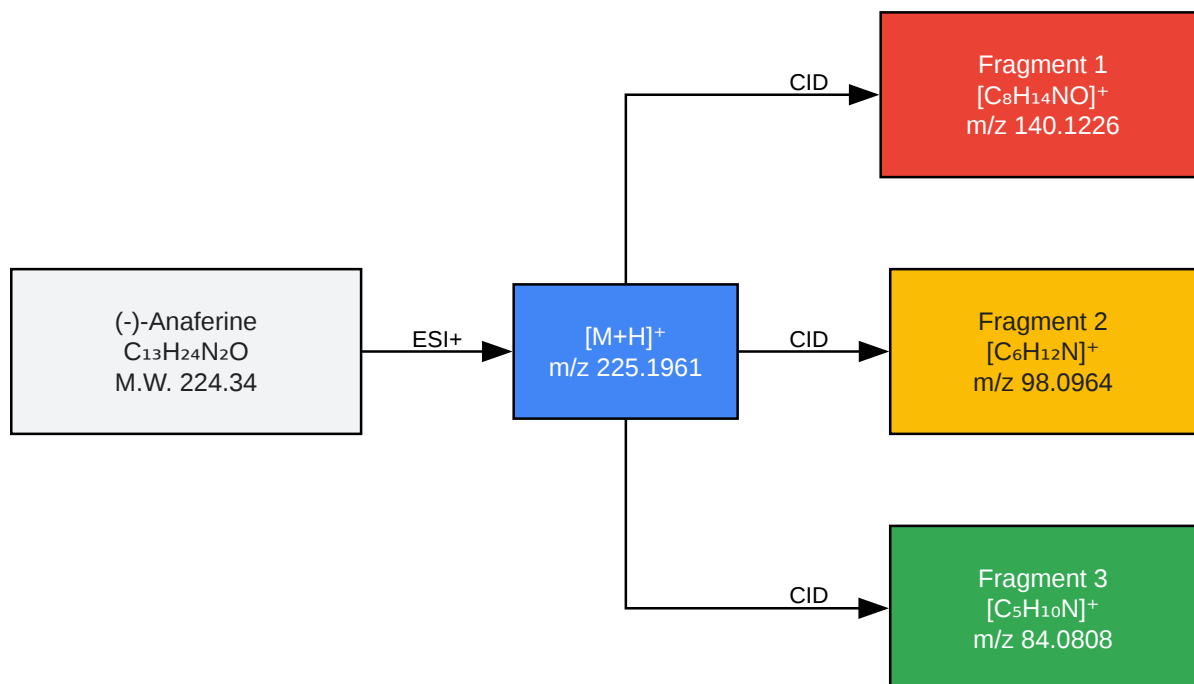 Fragment 1
[C₈H₁₄NO]⁺
m/z 140.1226
CID
(-)-Anaferine
C₁₃H₂₄N₂O
M.W. 224.34
ESI+
[M+H]⁺
m/z 225.1961
CID
Fragment 2
[C₆H₁₂N]⁺
m/z 98.0964
CID
Fragment 3
[C₅H₁₀N]⁺
m/z 84.0808